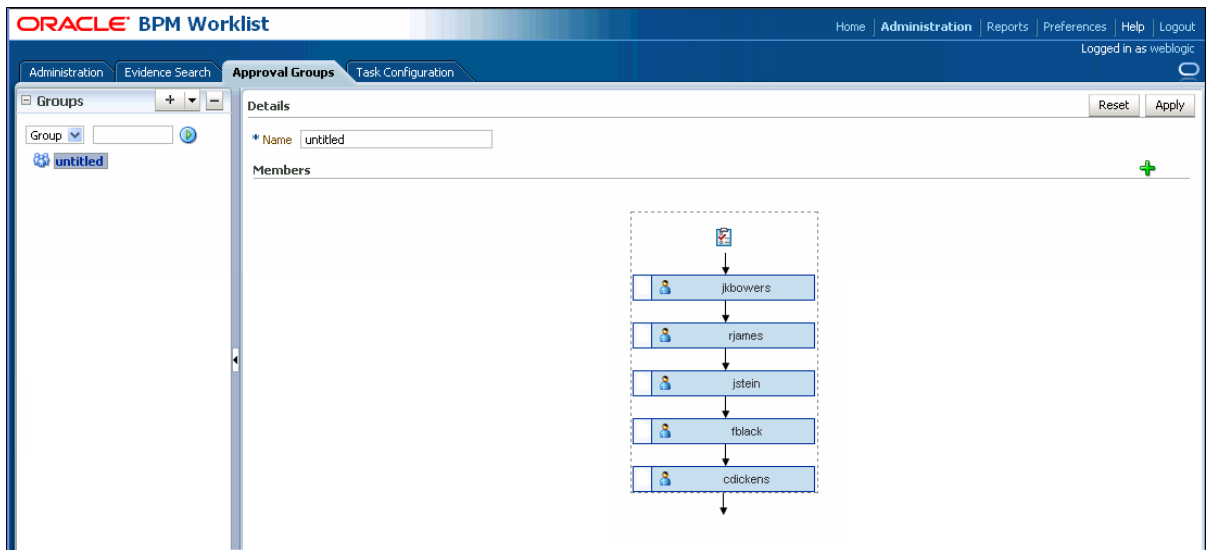 ORACLE BPM Worklist
Home Administration Reports Preferences Help Logout
Logged in as weblogic
Administration Evidence Search Approval Groups Task Configuration
Groups
Group
untitled
Details
Reset Apply
* Name untitled
Members
jkbowers
rjames
jstein
fblack
cdickens